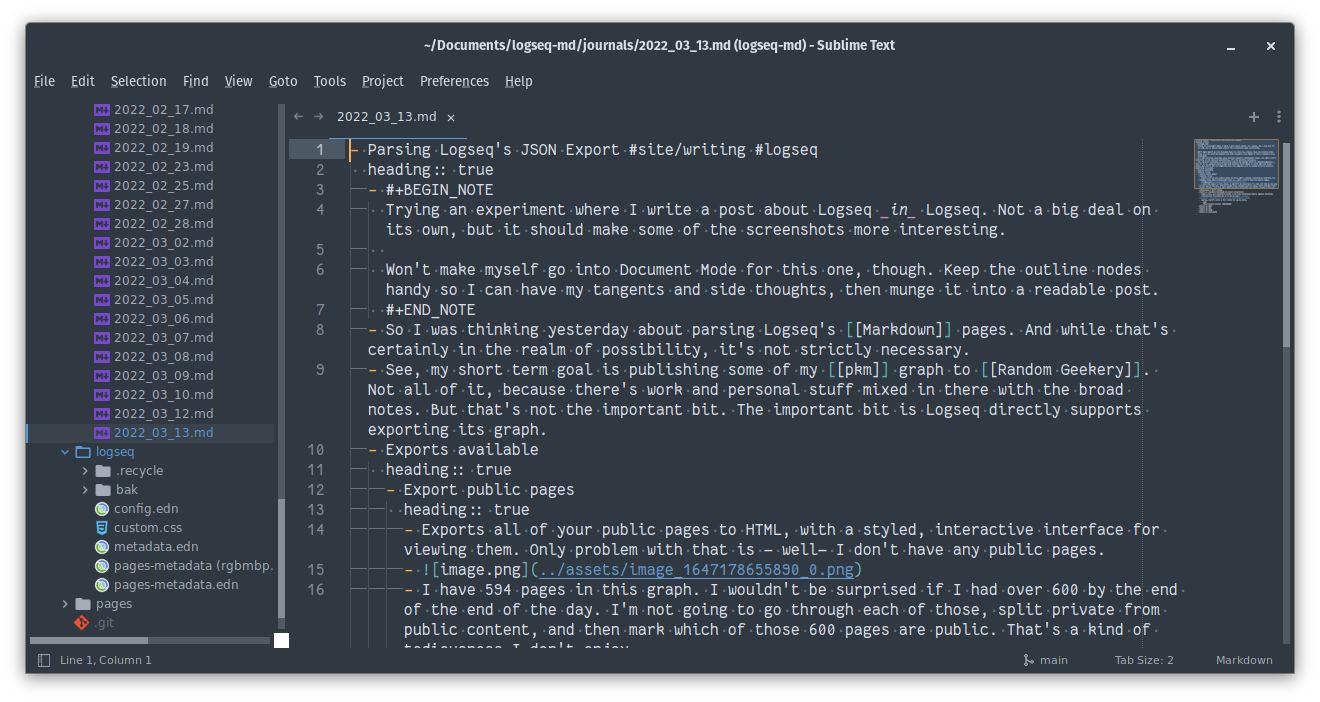 ~/Documents/logseq-md/journals/2022_03_13.md (logseq-md) - Sublime Text
File Edit Selection Find View Goto Tools Project Preferences Help
2022_02_17.md
2022_02_18.md
2022_02_19.md
2022_02_23.md
2022_02_25.md
2022_02_27.md
2022_02_28.md
2022_03_02.md
2022_03_03.md
2022_03_04.md
2022_03_05.md
2022_03_06.md
2022_03_07.md
2022_03_08.md
2022_03_09.md
2022_03_10.md
2022_03_12.md
2022_03_13.md
logseq
.recycle
bak
config.edn
custom.css
metadata.edn
pages-metadata (rgbmbp.
pages-metadata.edn
pages
.git
2022_03_13.md
1 - Parsing Logseq's JSON Export #site/writing #logseq
2 heading:: true
3 - #+BEGIN_NOTE
4 Trying an experiment where I write a post about Logseq _in_ Logseq. Not a big deal on
its own, but it should make some of the screenshots more interesting.
5
6 Won't make myself go into Document Mode for this one, though. Keep the outline nodes
handy so I can have my tangents and side thoughts, then munge it into a readable post.
7 #+END_NOTE
8 - So I was thinking yesterday about parsing Logseq's [[Markdown]] pages. And while that's
certainly in the realm of possibility, it's not strictly necessary.
9 - See, my short term goal is publishing some of my [[pkm]] graph to [[Random Geekery]].
Not all of it, because there's work and personal stuff mixed in there with the broad
notes. But that's not the important bit. The important bit is Logseq directly supports
exporting its graph.
10 - Exports available
11 heading:: true
12 - Export public pages
13 heading:: true
14 - Exports all of your public pages to HTML, with a styled, interactive interface for
viewing them. Only problem with that is — well— I don't have any public pages.
15 - ![image.png](../assets/image_1647178655890_0.png)
16 - I have 594 pages in this graph. I wouldn't be surprised if I had over 600 by the end
of the end of the day. I'm not going to go through each of those, split private from
public content, and then mark which of those 600 pages are public. That's a kind of
tediousness I don't enjoy.
Line 1, Column 1
main
Tab Size: 2
Markdown